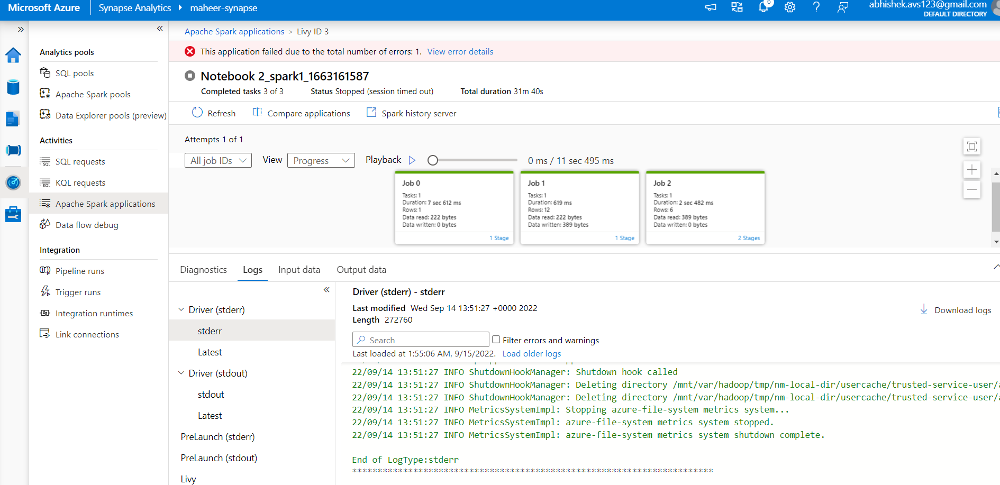 Microsoft Azure Synapse Analytics maheer-synapse
6
abhishek.avs123@gmail.com
DEFAULT DIRECTORY
Analytics pools
SQL pools
Apache Spark pools
Data Explorer pools (preview)
Activities
SQL requests
KQL requests
Apache Spark applications
Data flow debug
Integration
Pipeline runs
Trigger runs
Integration runtimes
Link connections
Apache Spark applications > Livy ID 3
This application failed due to the total number of errors: 1. View error details
Notebook 2_spark1_1663161587
Completed tasks 3 of 3 Status Stopped (session timed out) Total duration 31m 40s
Refresh Compare applications Spark history server
Attempts 1 of 1
All job IDs View Progress Playback 0 ms / 11 sec 495 ms
Job 0
Tasks: 1
Duration: 7 sec 612 ms
Rows: 1
Data read: 222 bytes
Data written: 0 bytes
1 Stage
Job 1
Tasks: 1
Duration: 619 ms
Rows: 12
Data read: 222 bytes
Data written: 389 bytes
1 Stage
Job 2
Tasks: 1
Duration: 2 sec 482 ms
Rows: 6
Data read: 389 bytes
Data written: 0 bytes
2 Stages
Diagnostics Logs Input data Output data
Driver (stderr)
stderr
Latest
Driver (stdout)
stdout
Latest
PreLaunch (stderr)
PreLaunch (stdout)
Livy
Driver (stderr) - stderr
Last modified Wed Sep 14 13:51:27 +0000 2022
Length 272760
Download logs
Search Filter errors and warnings
Last loaded at 1:55:06 AM, 9/15/2022. Load older logs
22/09/14 13:51:27 INFO ShutdownHookManager: Shutdown hook called
22/09/14 13:51:27 INFO ShutdownHookManager: Deleting directory /mnt/var/hadoop/tmp/nm-local-dir/usercache/trusted-service-user/
22/09/14 13:51:27 INFO ShutdownHookManager: Deleting directory /mnt/var/hadoop/tmp/nm-local-dir/usercache/trusted-service-user/
22/09/14 13:51:27 INFO MetricsSystemImpl: Stopping azure-file-system metrics system...
22/09/14 13:51:27 INFO MetricsSystemImpl: azure-file-system metrics system stopped.
22/09/14 13:51:27 INFO MetricsSystemImpl: azure-file-system metrics system shutdown complete.
End of LogType:stderr
***********************************************************************